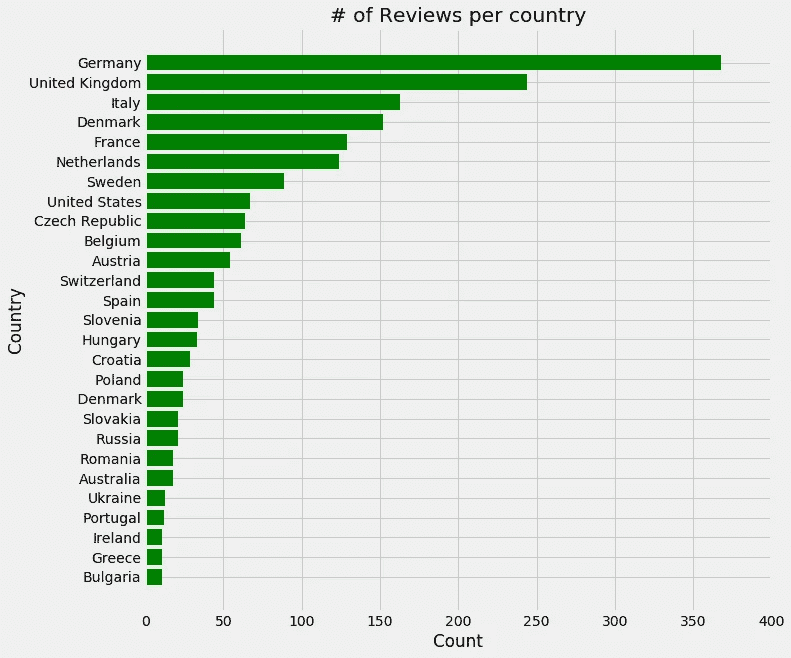 # of Reviews per country
Germany
United Kingdom
Italy
Denmark
France
Netherlands
Sweden
United States
Czech Republic
Belgium
Austria
Switzerland
Spain
Slovenia
Hungary
Croatia
Poland
Denmark
Slovakia
Russia
Romania
Australia
Ukraine
Portugal
Ireland
Greece
Bulgaria
Country
0 50 100 150 200 250 300 350 400
Count